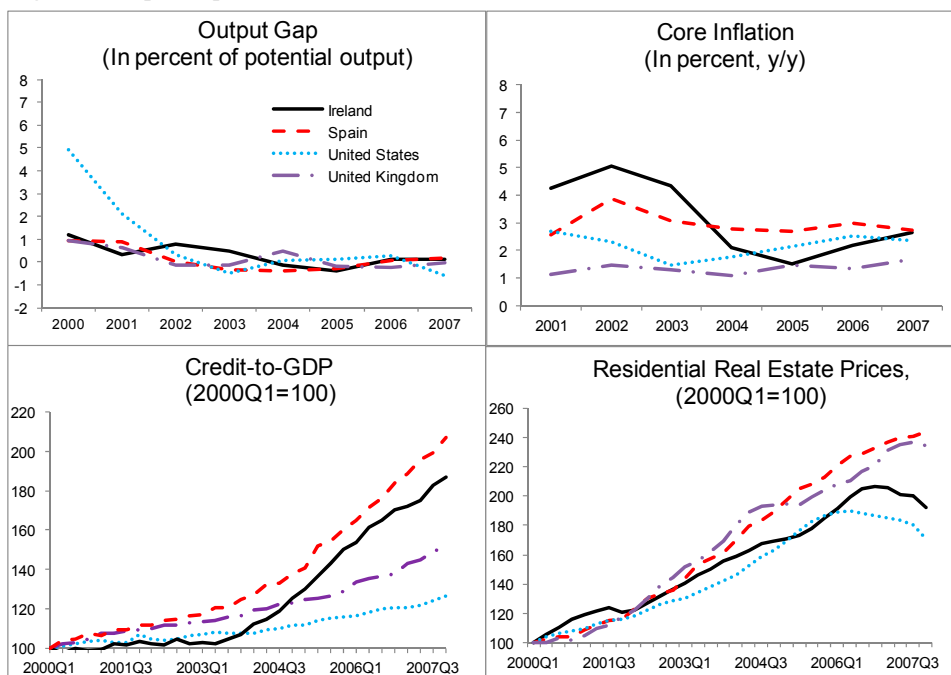 Output Gap
(In percent of potential output)
8
7
6
5
4
3
2
1
0
-1
-2
Ireland
Spain
United States
United Kingdom
2000 2001 2002 2003 2004 2005 2006 2007
Core Inflation
(In percent, y/y)
8
7
6
5
4
3
2
1
0
2001 2002 2003 2004 2005 2006 2007
Credit-to-GDP
(2000Q1=100)
220
200
180
160
140
120
100
2000Q1 2001Q3 2003Q1 2004Q3 2006Q1 2007Q3
Residential Real Estate Prices,
(2000Q1=100)
260
240
220
200
180
160
140
120
100
2000Q1 2001Q3 2003Q1 2004Q3 2006Q1 2007Q3